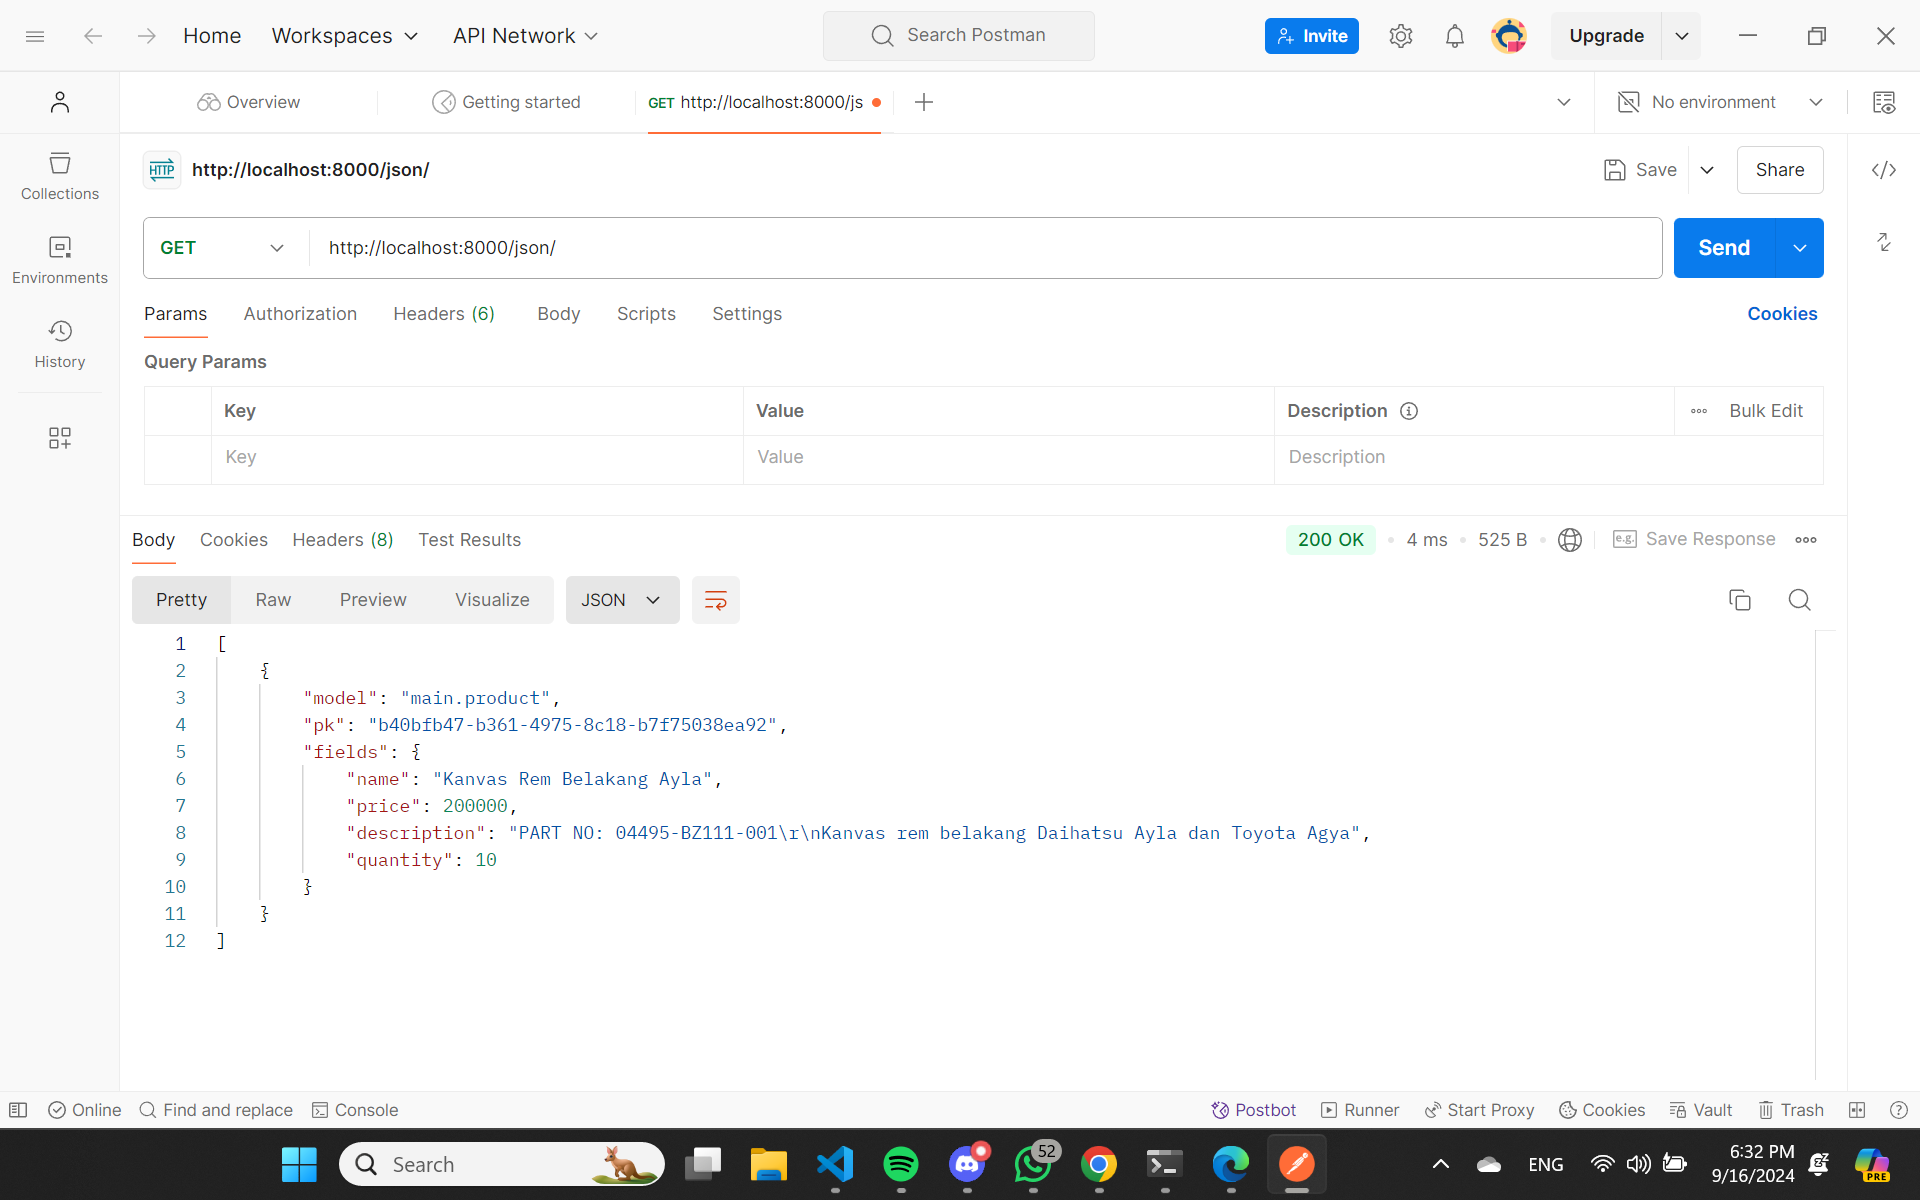 Home Workspaces API Network Search Postman Invite Upgrade
Overview Getting started GET http://localhost:8000/js No environment
HTTP http://localhost:8000/json/ Save Share
Collections
GET http://localhost:8000/json/ Send
Environments
Params Authorization Headers (6) Body Scripts Settings Cookies
History
Query Params
Key Value Description Bulk Edit
Key Value Description
Body Cookies Headers (8) Test Results 200 OK 4 ms 525 B e.g. Save Response
Pretty Raw Preview Visualize JSON
1 [
2 {
3 "model": "main.product",
4 "pk": "b40bfb47-b361-4975-8c18-b7f75038ea92",
5 "fields": {
6 "name": "Kanvas Rem Belakang Ayla",
7 "price": 200000,
8 "description": "PART NO: 04495-BZ111-001\r\nKanvas rem belakang Daihatsu Ayla dan Toyota Agya",
9 "quantity": 10
10 }
11 }
12 ]
Online Find and replace Console Postbot Runner Start Proxy Cookies Vault Trash
Search 52 ENG 6:32 PM
9/16/2024 PRE